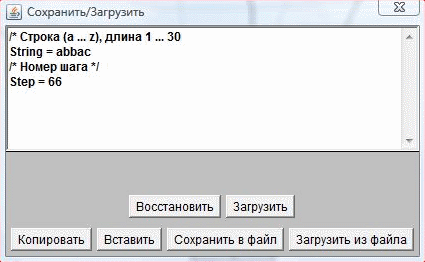 Сохранить/Загрузить
/* Строка (a ... z), длина 1 ... 30
String = abbac
/* Номер шага */
Step = 66
Восстановить Загрузить
Копировать Вставить Сохранить в файл Загрузить из файла